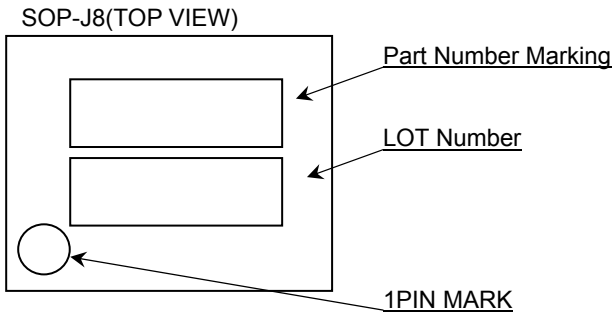 SOP-J8(TOP VIEW)
Part Number Marking
LOT Number
1PIN MARK